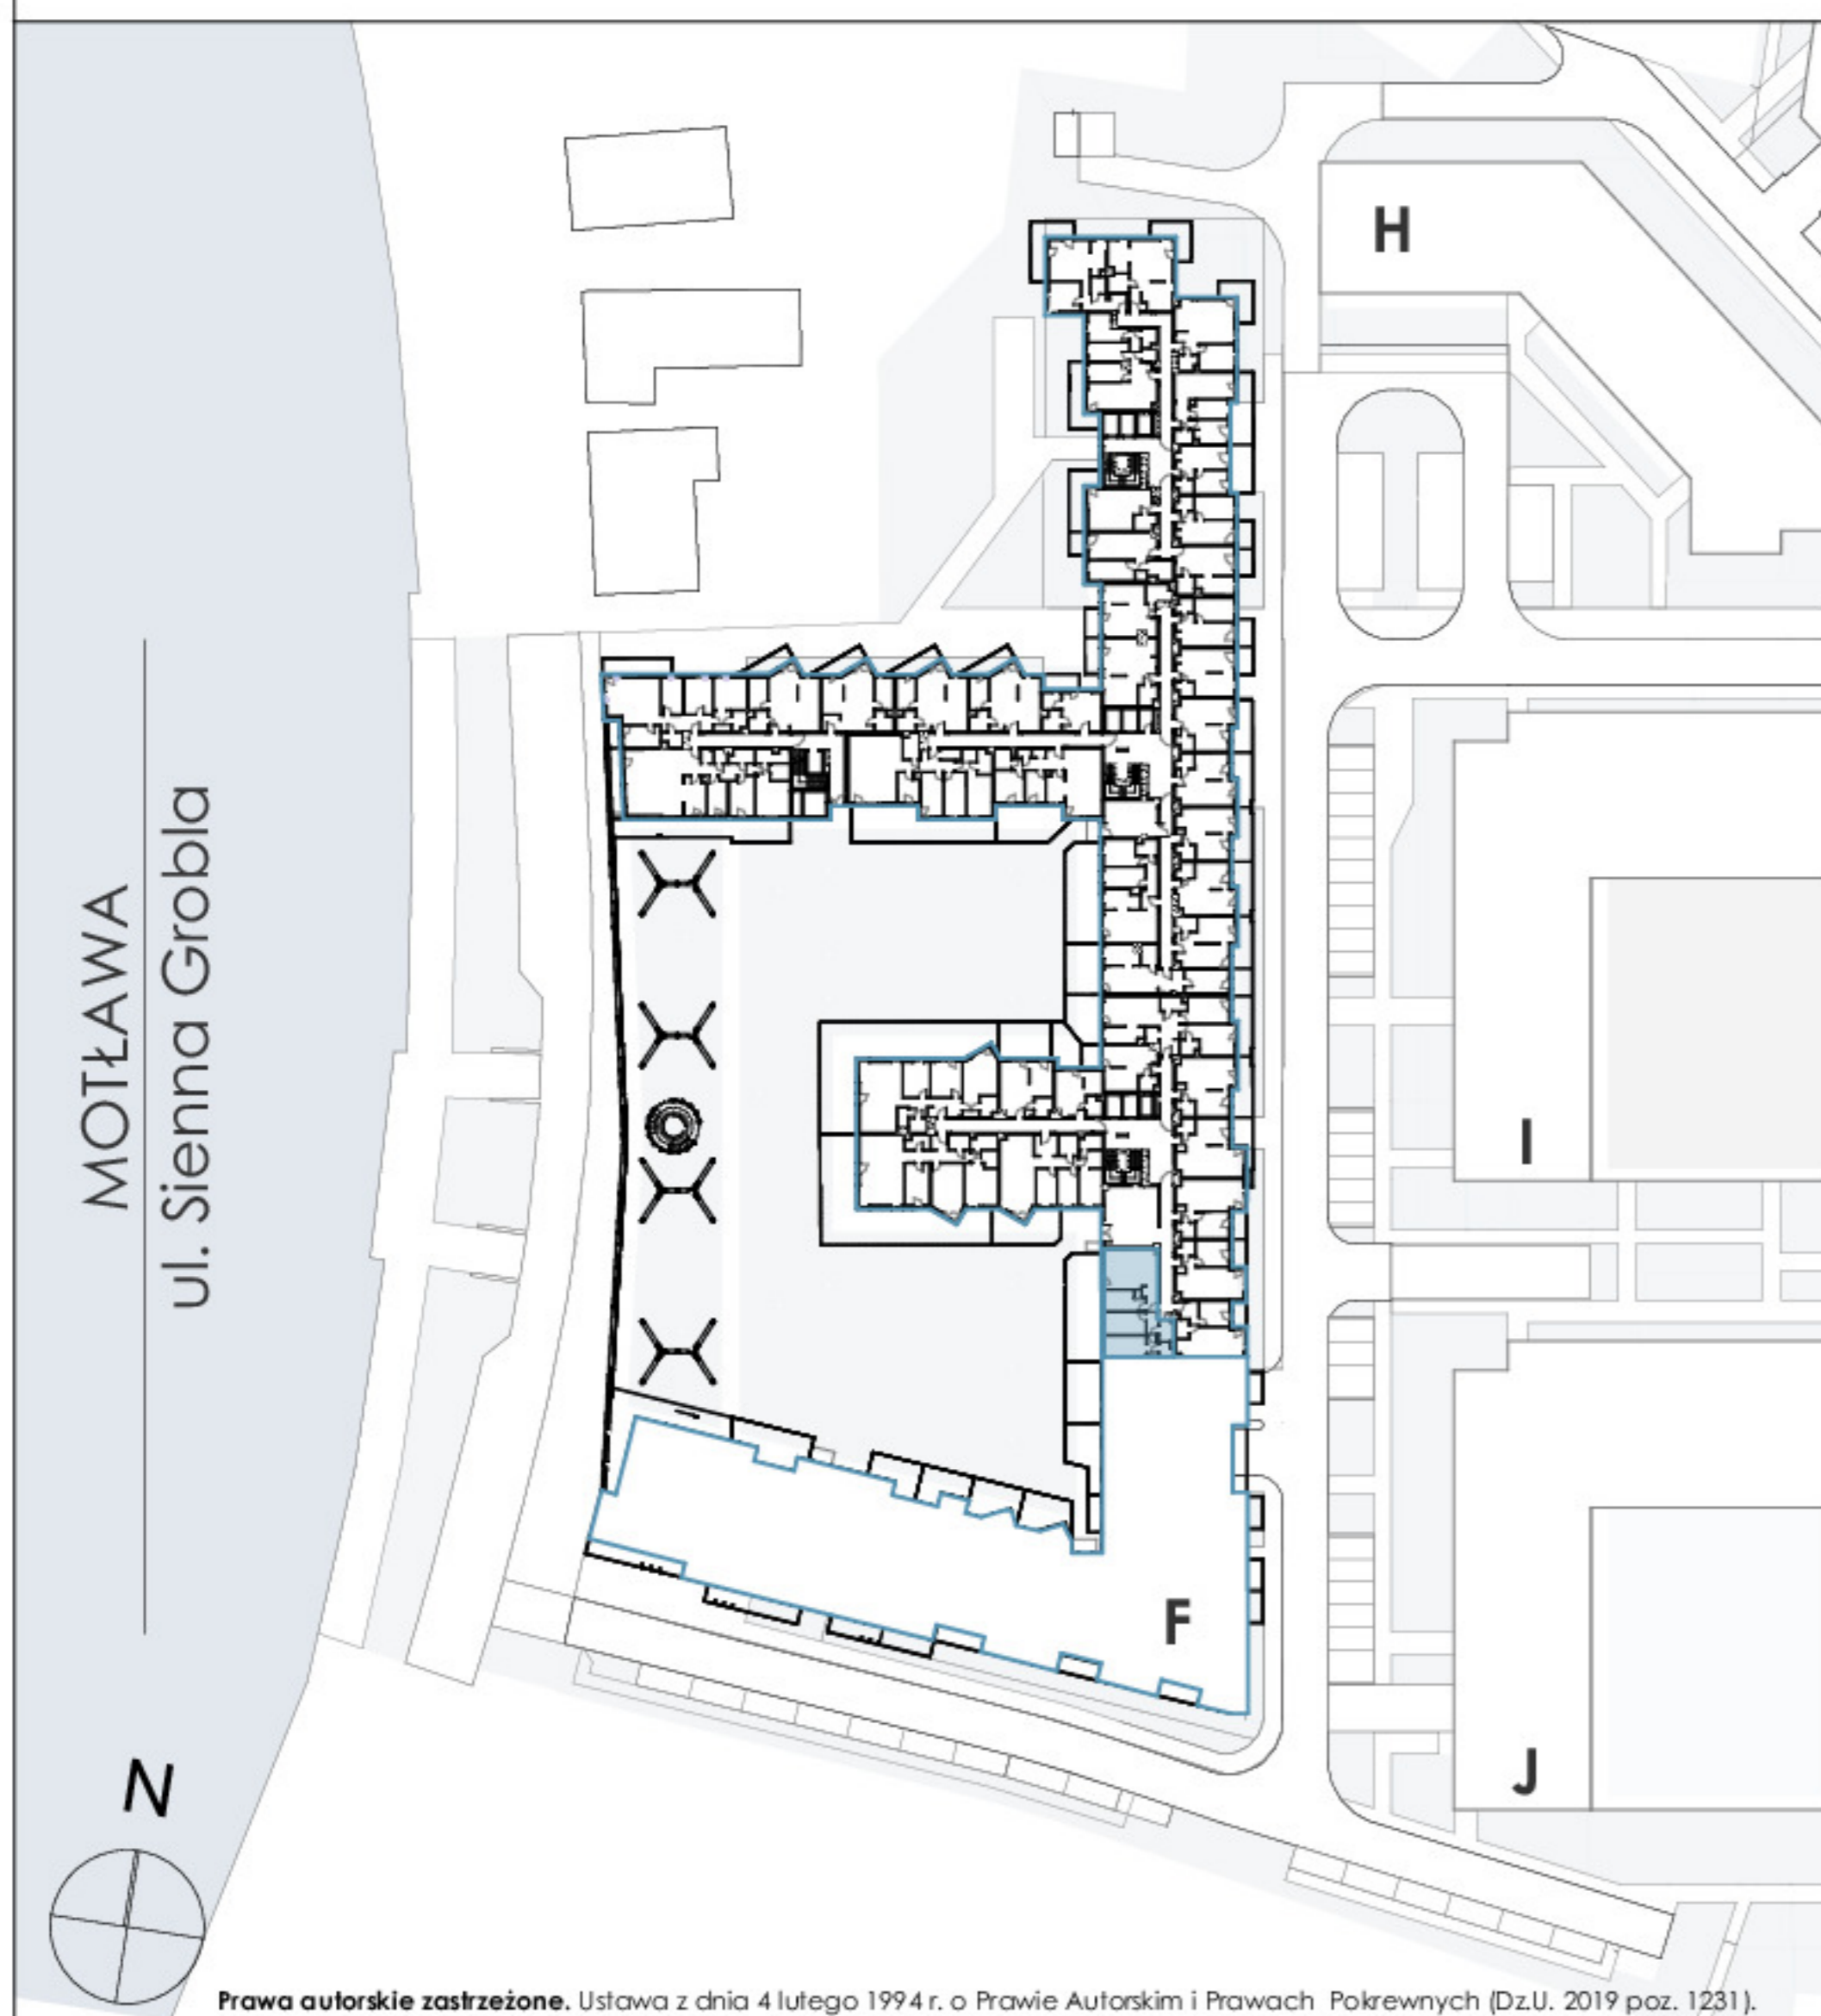 H
MOTŁAWA
ul. Sienna Grobla
I
F
J
N
Prawa autorskie zastrzeżone. Ustawa z dnia 4 lutego 1994 r. o Prawie Autorskim i Prawach Pokrewnych (Dz.U. 2019 poz. 1231).